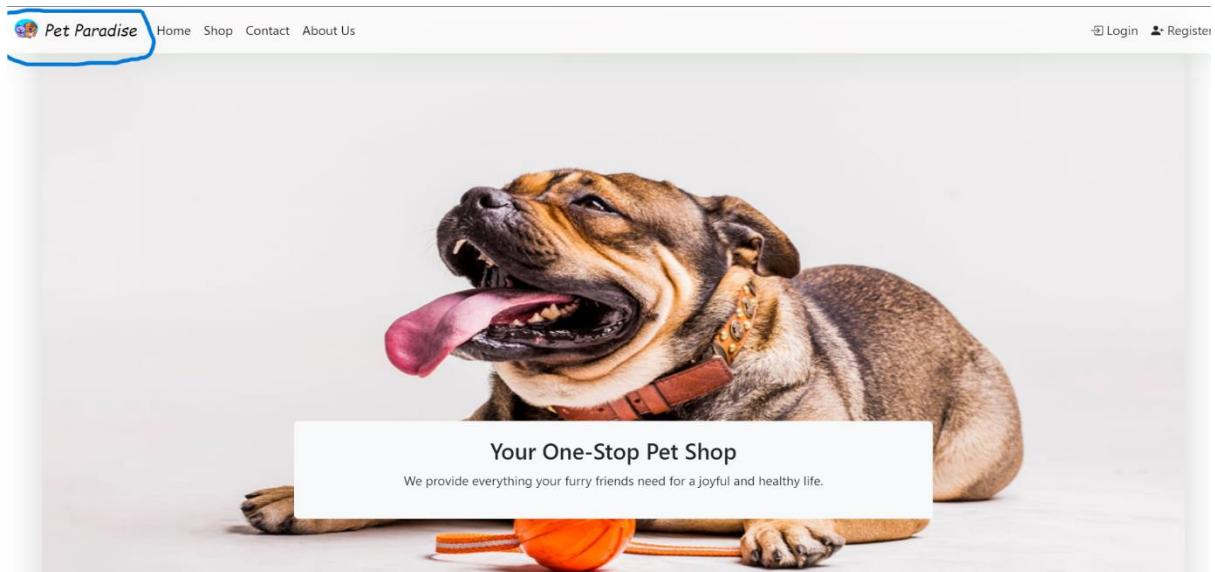 Pet Paradise Home Shop Contact About Us Login Register
Your One-Stop Pet Shop
We provide everything your furry friends need for a joyful and healthy life.